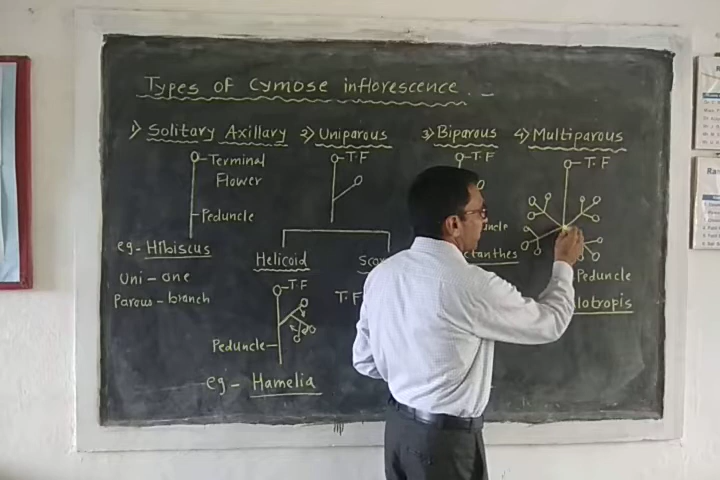 Types of Cymose inflorescence. -
1) Solitary Axillary
Terminal
Flower
Peduncle
eg - Hibiscus
Uni - one
Parous - branch
2) Uniparous
T.F
Helicoid
T.F
Peduncle
eg - Hamelia
T.F
3) Biparous
T.F
4) Multiparous
T.F
Peduncle